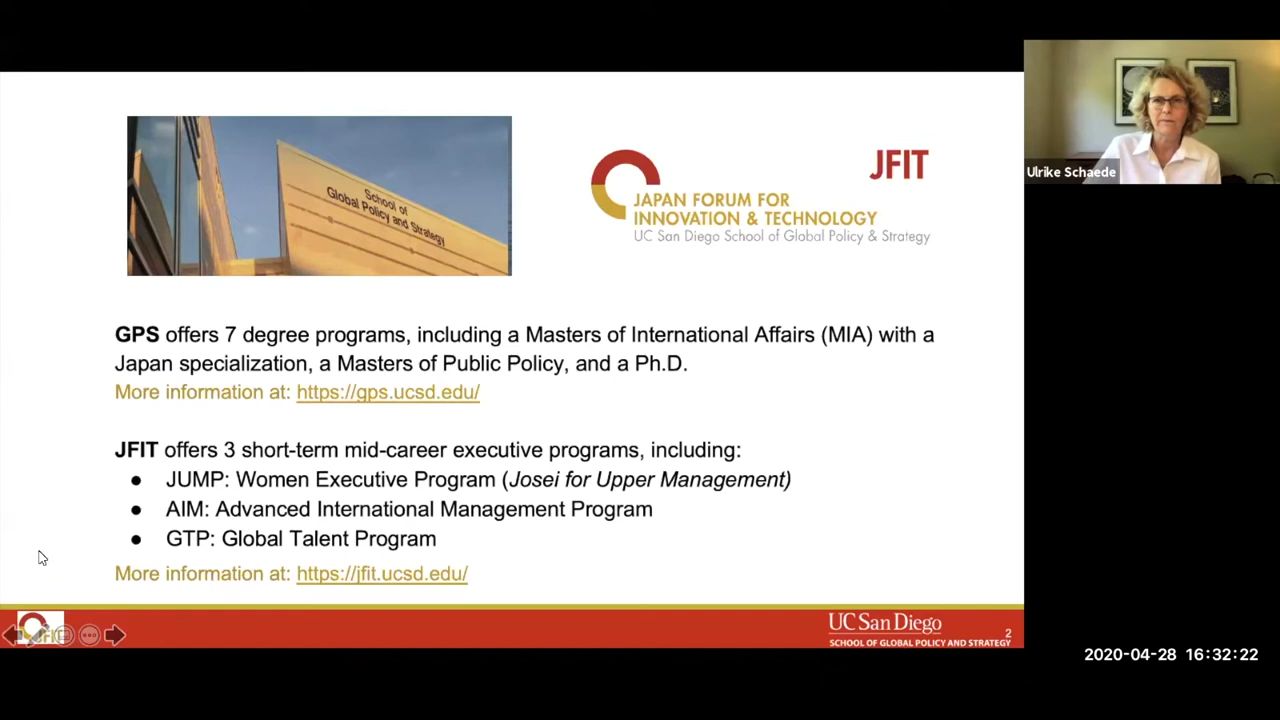 School of
Global Policy and Strategy
JFIT
JAPAN FORUM FOR
INNOVATION & TECHNOLOGY
UC San Diego School of Global Policy & Strategy
Ulrike Schaede
GPS offers 7 degree programs, including a Masters of International Affairs (MIA) with a
Japan specialization, a Masters of Public Policy, and a Ph.D.
More information at: https://gps.ucsd.edu/
JFIT offers 3 short-term mid-career executive programs, including:
● JUMP: Women Executive Program (Josei for Upper Management)
● AIM: Advanced International Management Program
● GTP: Global Talent Program
More information at: https://jfit.ucsd.edu/
JFIT
UC San Diego
SCHOOL OF GLOBAL POLICY AND STRATEGY
2
2020-04-28 16:32:22